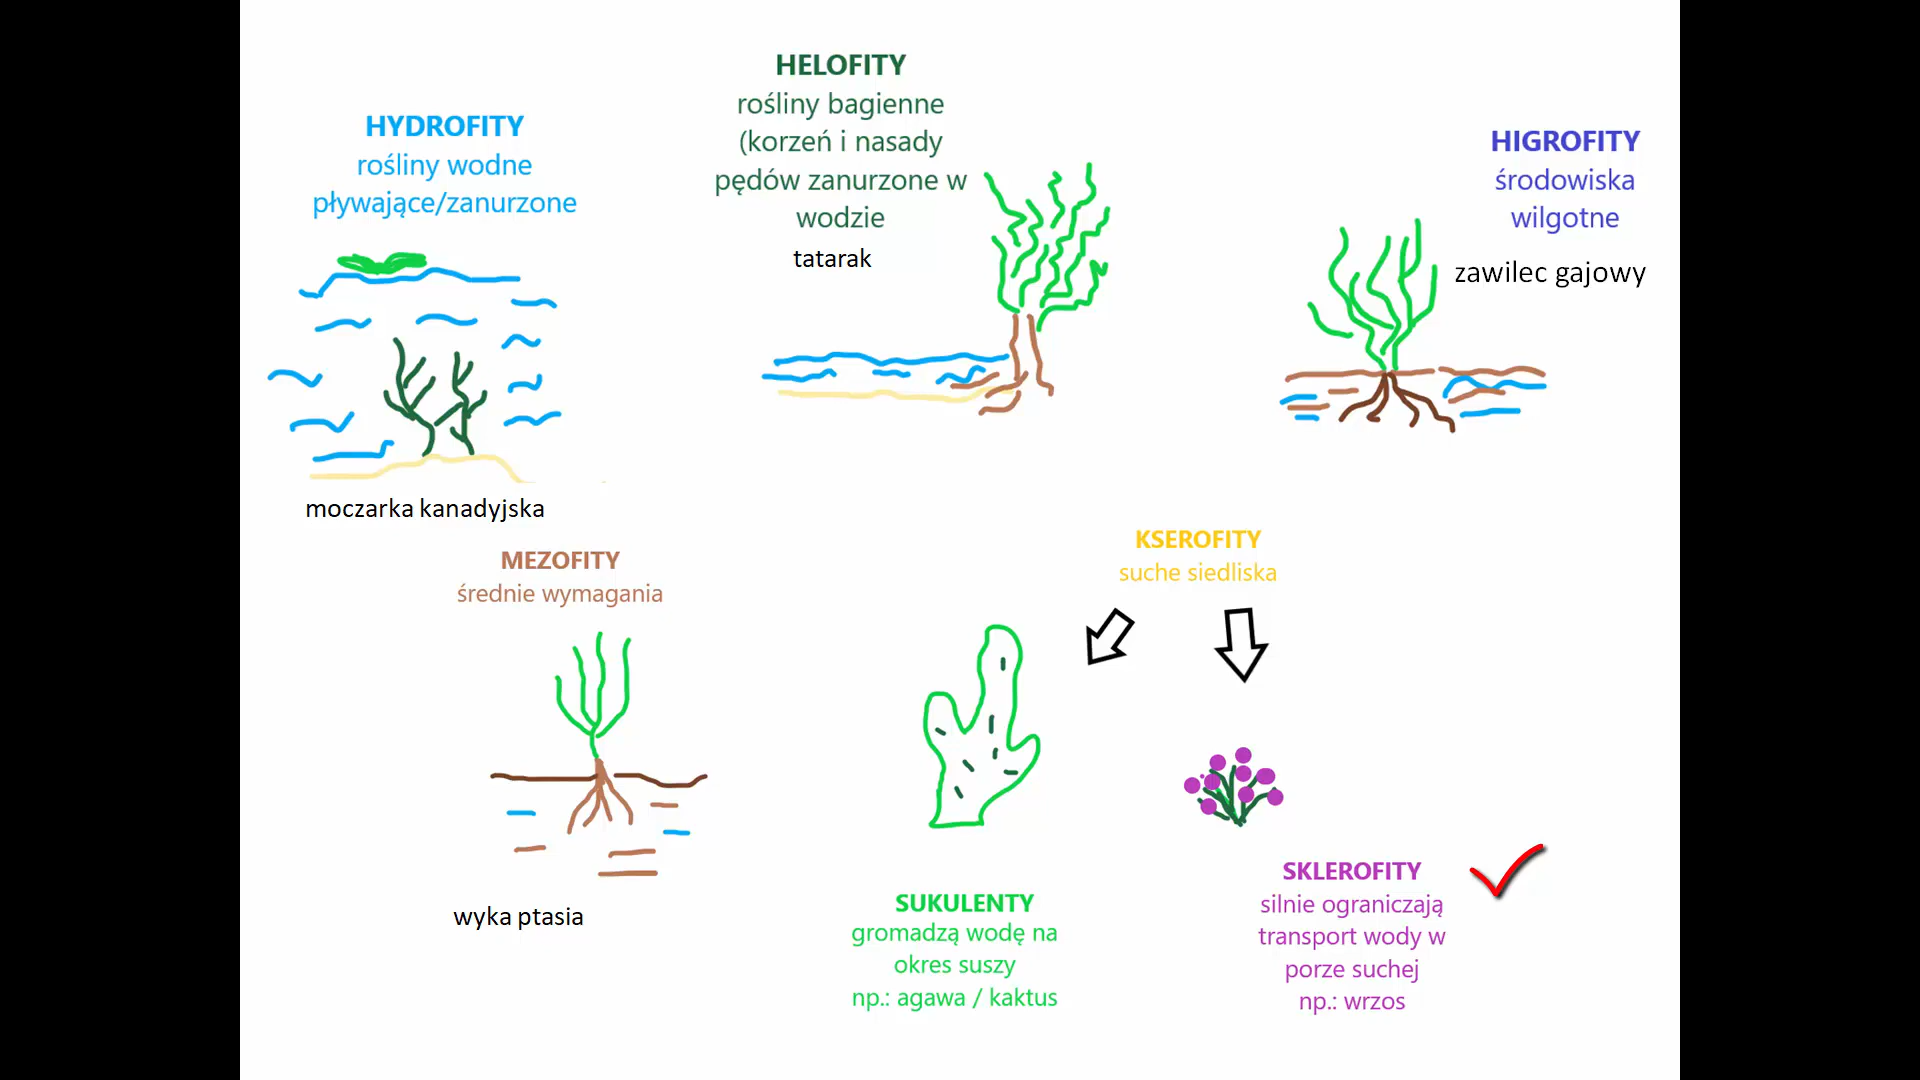 HYDROFITY
rośliny wodne
pływające/zanurzone
moczarka kanadyjska
HELOFITY
rośliny bagienne
(korzeń i nasady
pędów zanurzone w
wodzie
tatarak
HIGROFITY
środowiska
wilgotne
zawilec gajowy
MEZOFITY
średnie wymagania
wyka ptasia
KSEROFITY
suche siedliska
SUKULENTY
gromadzą wodę na
okres suszy
np.: agawa / kaktus
SKLEROFITY
silnie ograniczają
transport wody w
porze suchej
np.: wrzos